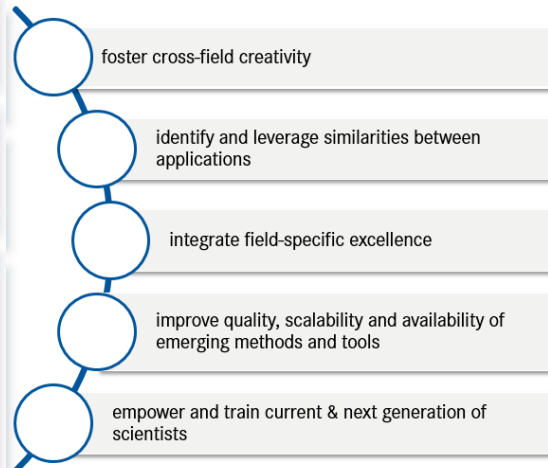 foster cross-field creativity
identify and leverage similarities between
applications
integrate field-specific excellence
improve quality, scalability and availability of
emerging methods and tools
empower and train current & next generation of
scientists